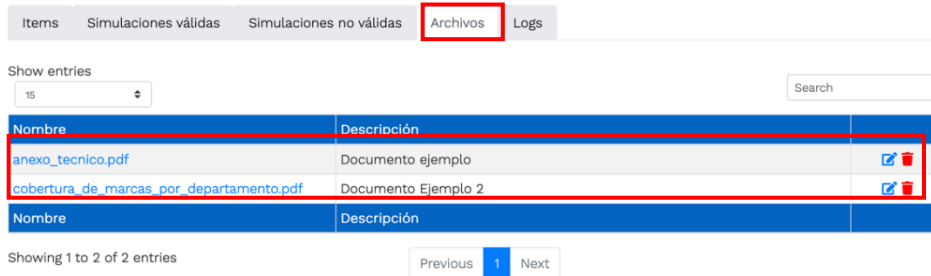 Items Simulaciones válidas Simulaciones no válidas Archivos Logs
Show entries
15
Search
Nombre Descripción
anexo_tecnico.pdf Documento ejemplo
cobertura_de_marcas_por_departamento.pdf Documento Ejemplo 2
Nombre Descripción
Showing 1 to 2 of 2 entries
Previous 1 Next